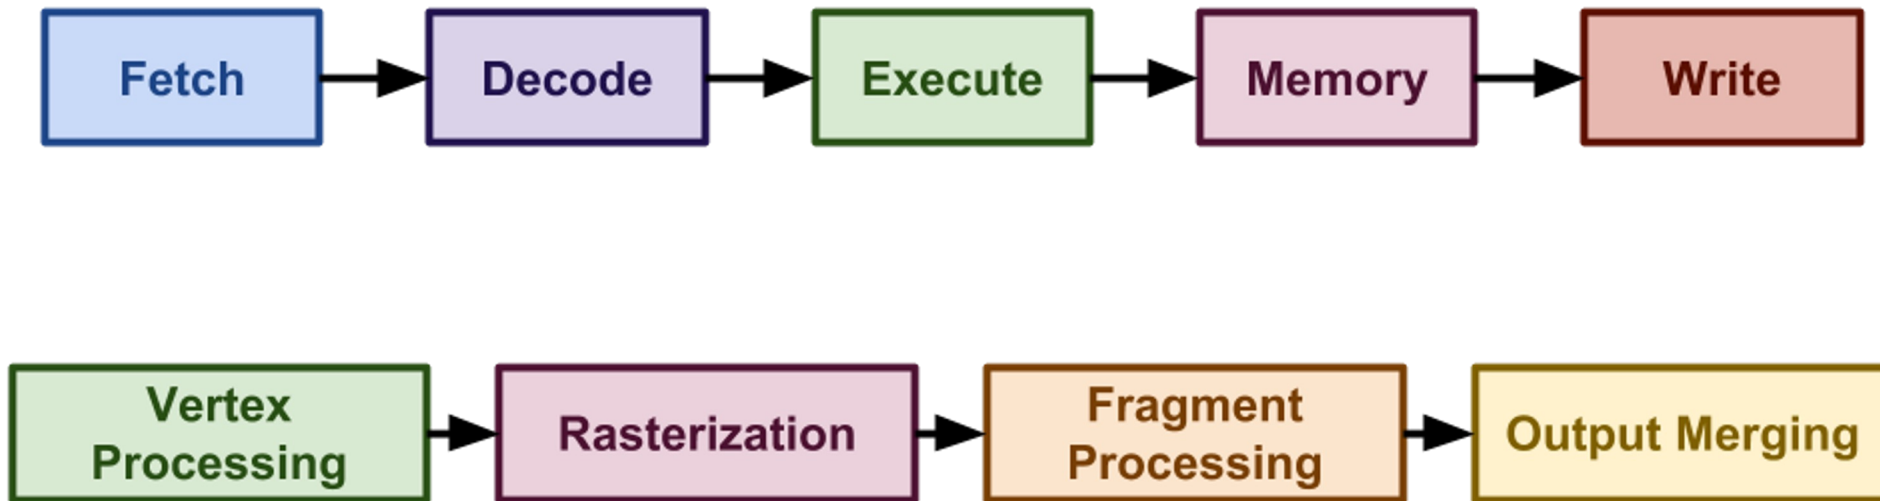 Fetch
Decode
Execute
Memory
Write
Vertex
Processing
Rasterization
Fragment
Processing
Output Merging